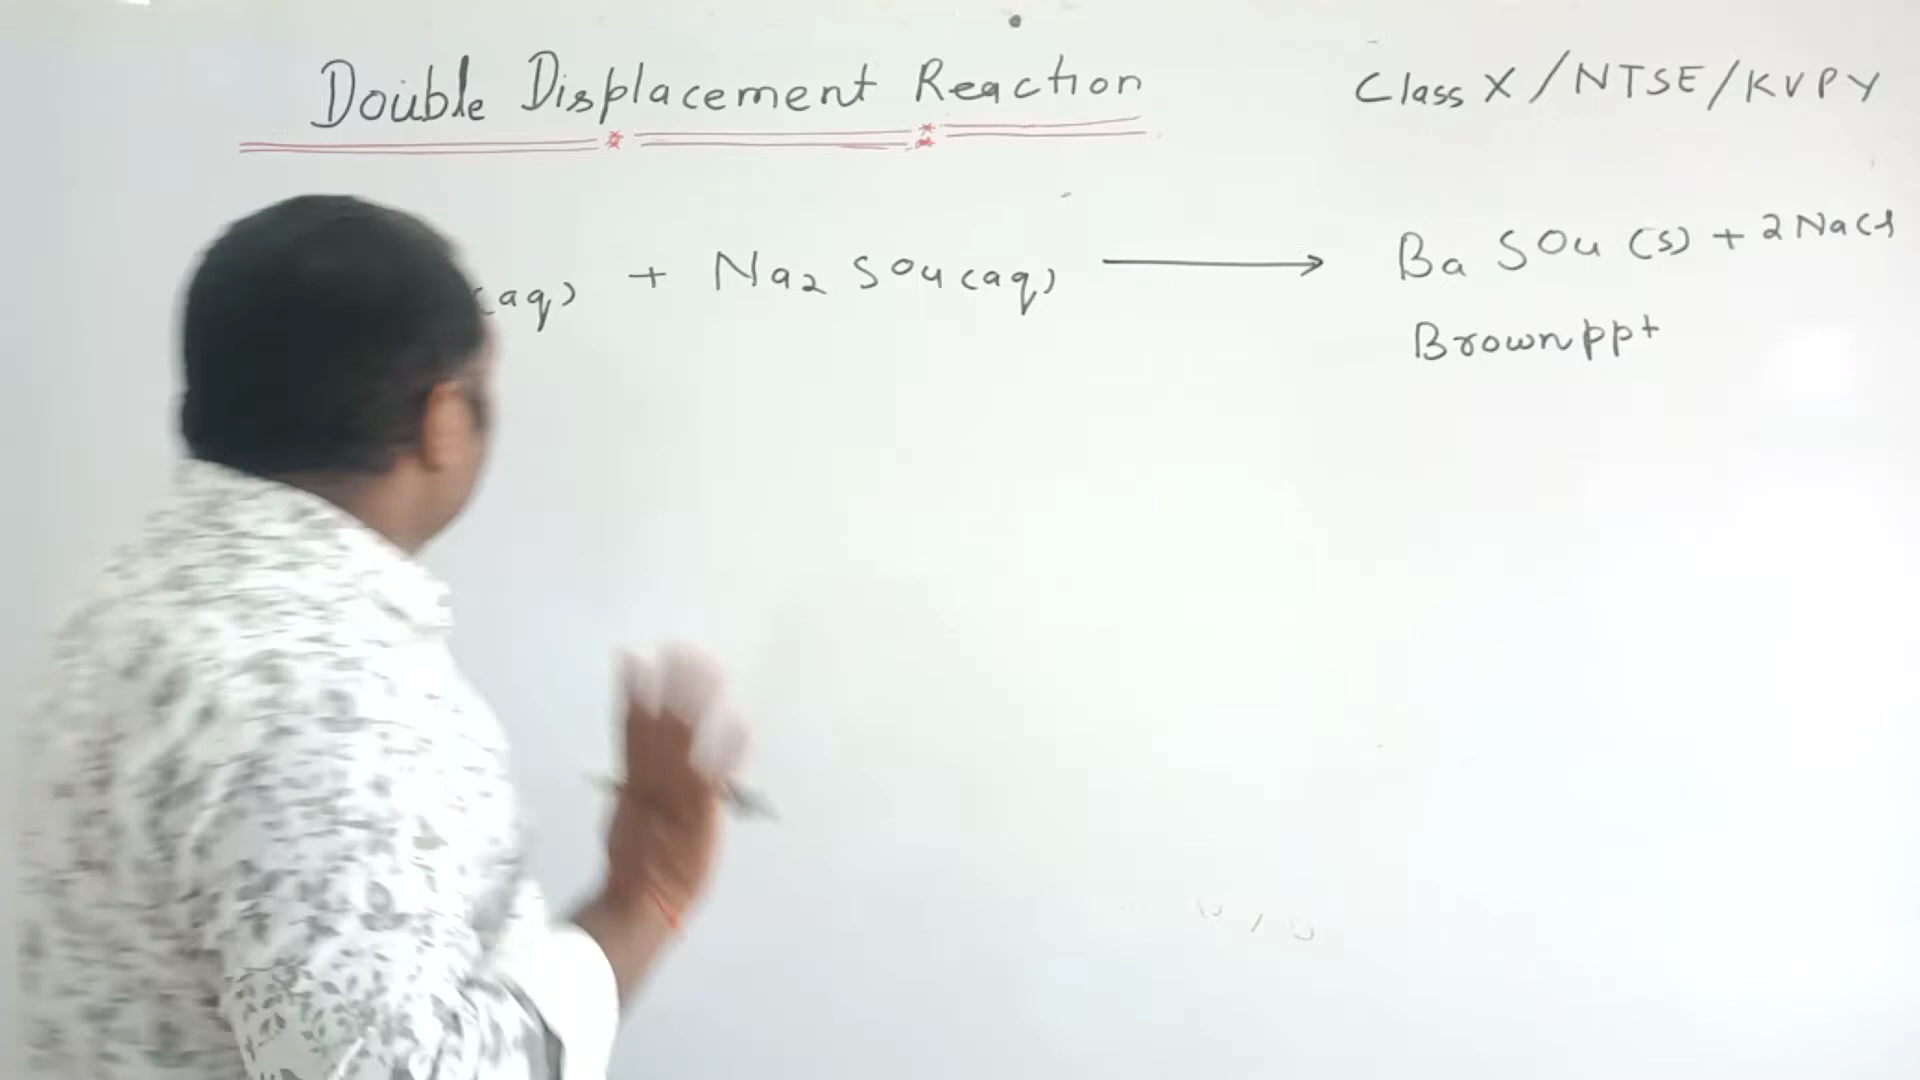 Double Displacement Reaction
Class X / NTSE / KVPY
(aq) + Na2 SO4 (aq) → Ba SO4 (s) + 2 NaCl
Brown ppt